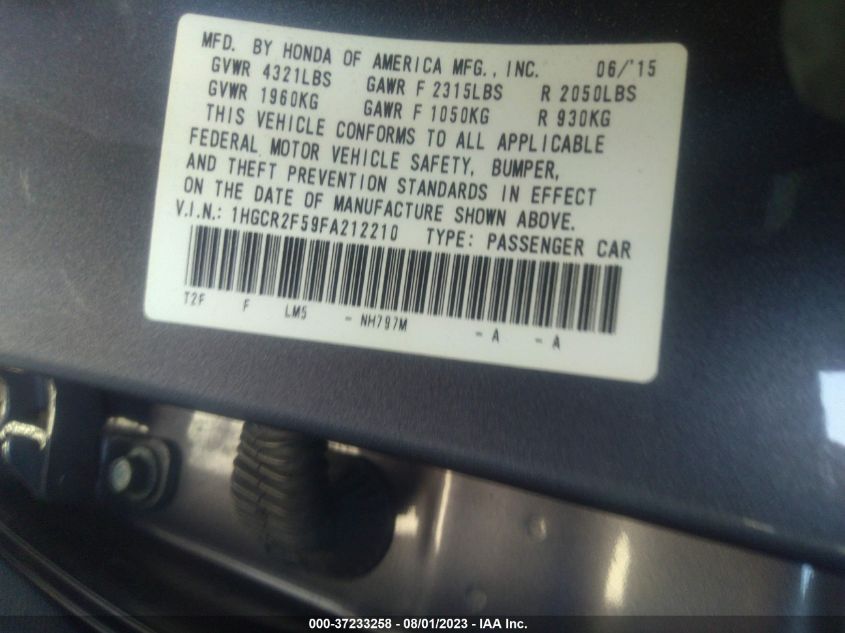 MFD. BY HONDA OF AMERICA MFG., INC. 06/'15
GVWR 4321LBS GAWR F 2315LBS R 2050LBS
GVWR 1960KG GAWR F 1050KG R 930KG
THIS VEHICLE CONFORMS TO ALL APPLICABLE
FEDERAL MOTOR VEHICLE SAFETY, BUMPER,
AND THEFT PREVENTION STANDARDS IN EFFECT
ON THE DATE OF MANUFACTURE SHOWN ABOVE.
V.I.N.: 1HGCR2F59FA212210 TYPE: PASSENGER CAR
T2F F LM5 - NH797M - A - A
000-37233258 - 08/01/2023 - IAA Inc.